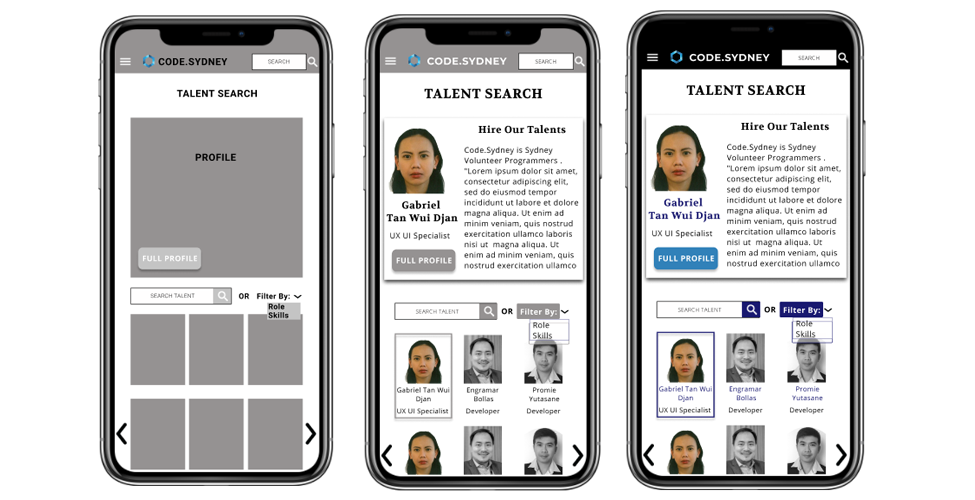 CODE.SYDNEY
SEARCH
TALENT SEARCH
PROFILE
FULL PROFILE
SEARCH TALENT
OR
Filter By:
Role
Skills
CODE.SYDNEY
SEARCH
TALENT SEARCH
Hire Our Talents
Code.Sydney is Sydney
Volunteer Programmers .
"Lorem ipsum dolor sit amet,
consectetur adipiscing elit,
sed do eiusmod tempor
incididunt ut labore et dolore
magna aliqua. Ut enim ad
minim veniam, quis nostrud
exercitation ullamco laboris
nisi ut  magna aliqua. Ut
enim ad minim veniam, quis
nostrud exercitation ullamco
Gabriel
Tan Wui Djan
UX UI Specialist
FULL PROFILE
SEARCH TALENT
OR
Filter By:
Role
Skills
Gabriel Tan Wui
Djan
UX UI Specialist
Engramar
Bollas
Developer
Promie
Yutasane
Developer
CODE.SYDNEY
SEARCH
TALENT SEARCH
Hire Our Talents
Code.Sydney is Sydney
Volunteer Programmers .
"Lorem ipsum dolor sit amet,
consectetur adipiscing elit,
sed do eiusmod tempor
incididunt ut labore et dolore
magna aliqua. Ut enim ad
minim veniam, quis nostrud
exercitation ullamco laboris
nisi ut  magna aliqua. Ut
enim ad minim veniam, quis
nostrud exercitation ullamco
Gabriel
Tan Wui Djan
UX UI Specialist
FULL PROFILE
SEARCH TALENT
OR
Filter By:
Role
Skills
Gabriel Tan Wui
Djan
UX UI Specialist
Engramar
Bollas
Developer
Promie
Yutasane
Developer